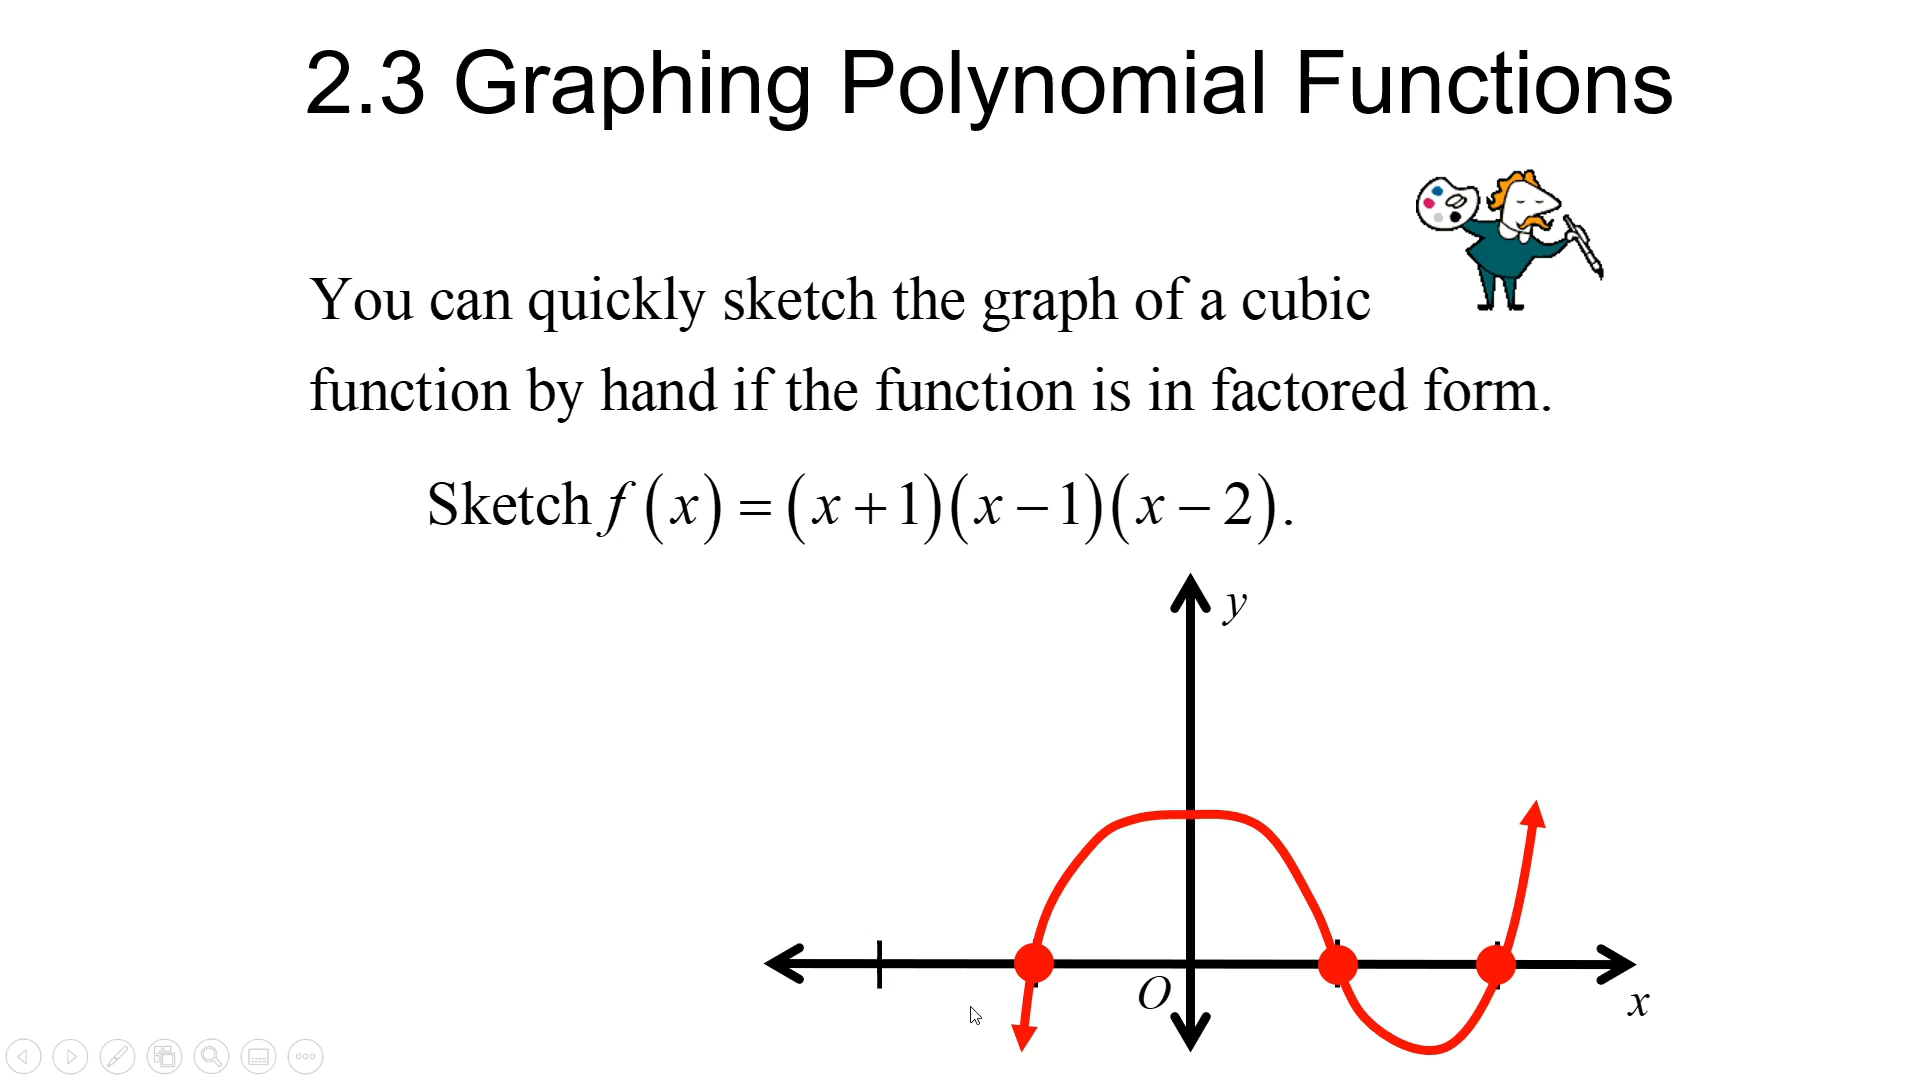 2.3 Graphing Polynomial Functions
You can quickly sketch the graph of a cubic
function by hand if the function is in factored form.
Sketch f(x) = (x + 1)(x − 1)(x − 2).
y
O
x